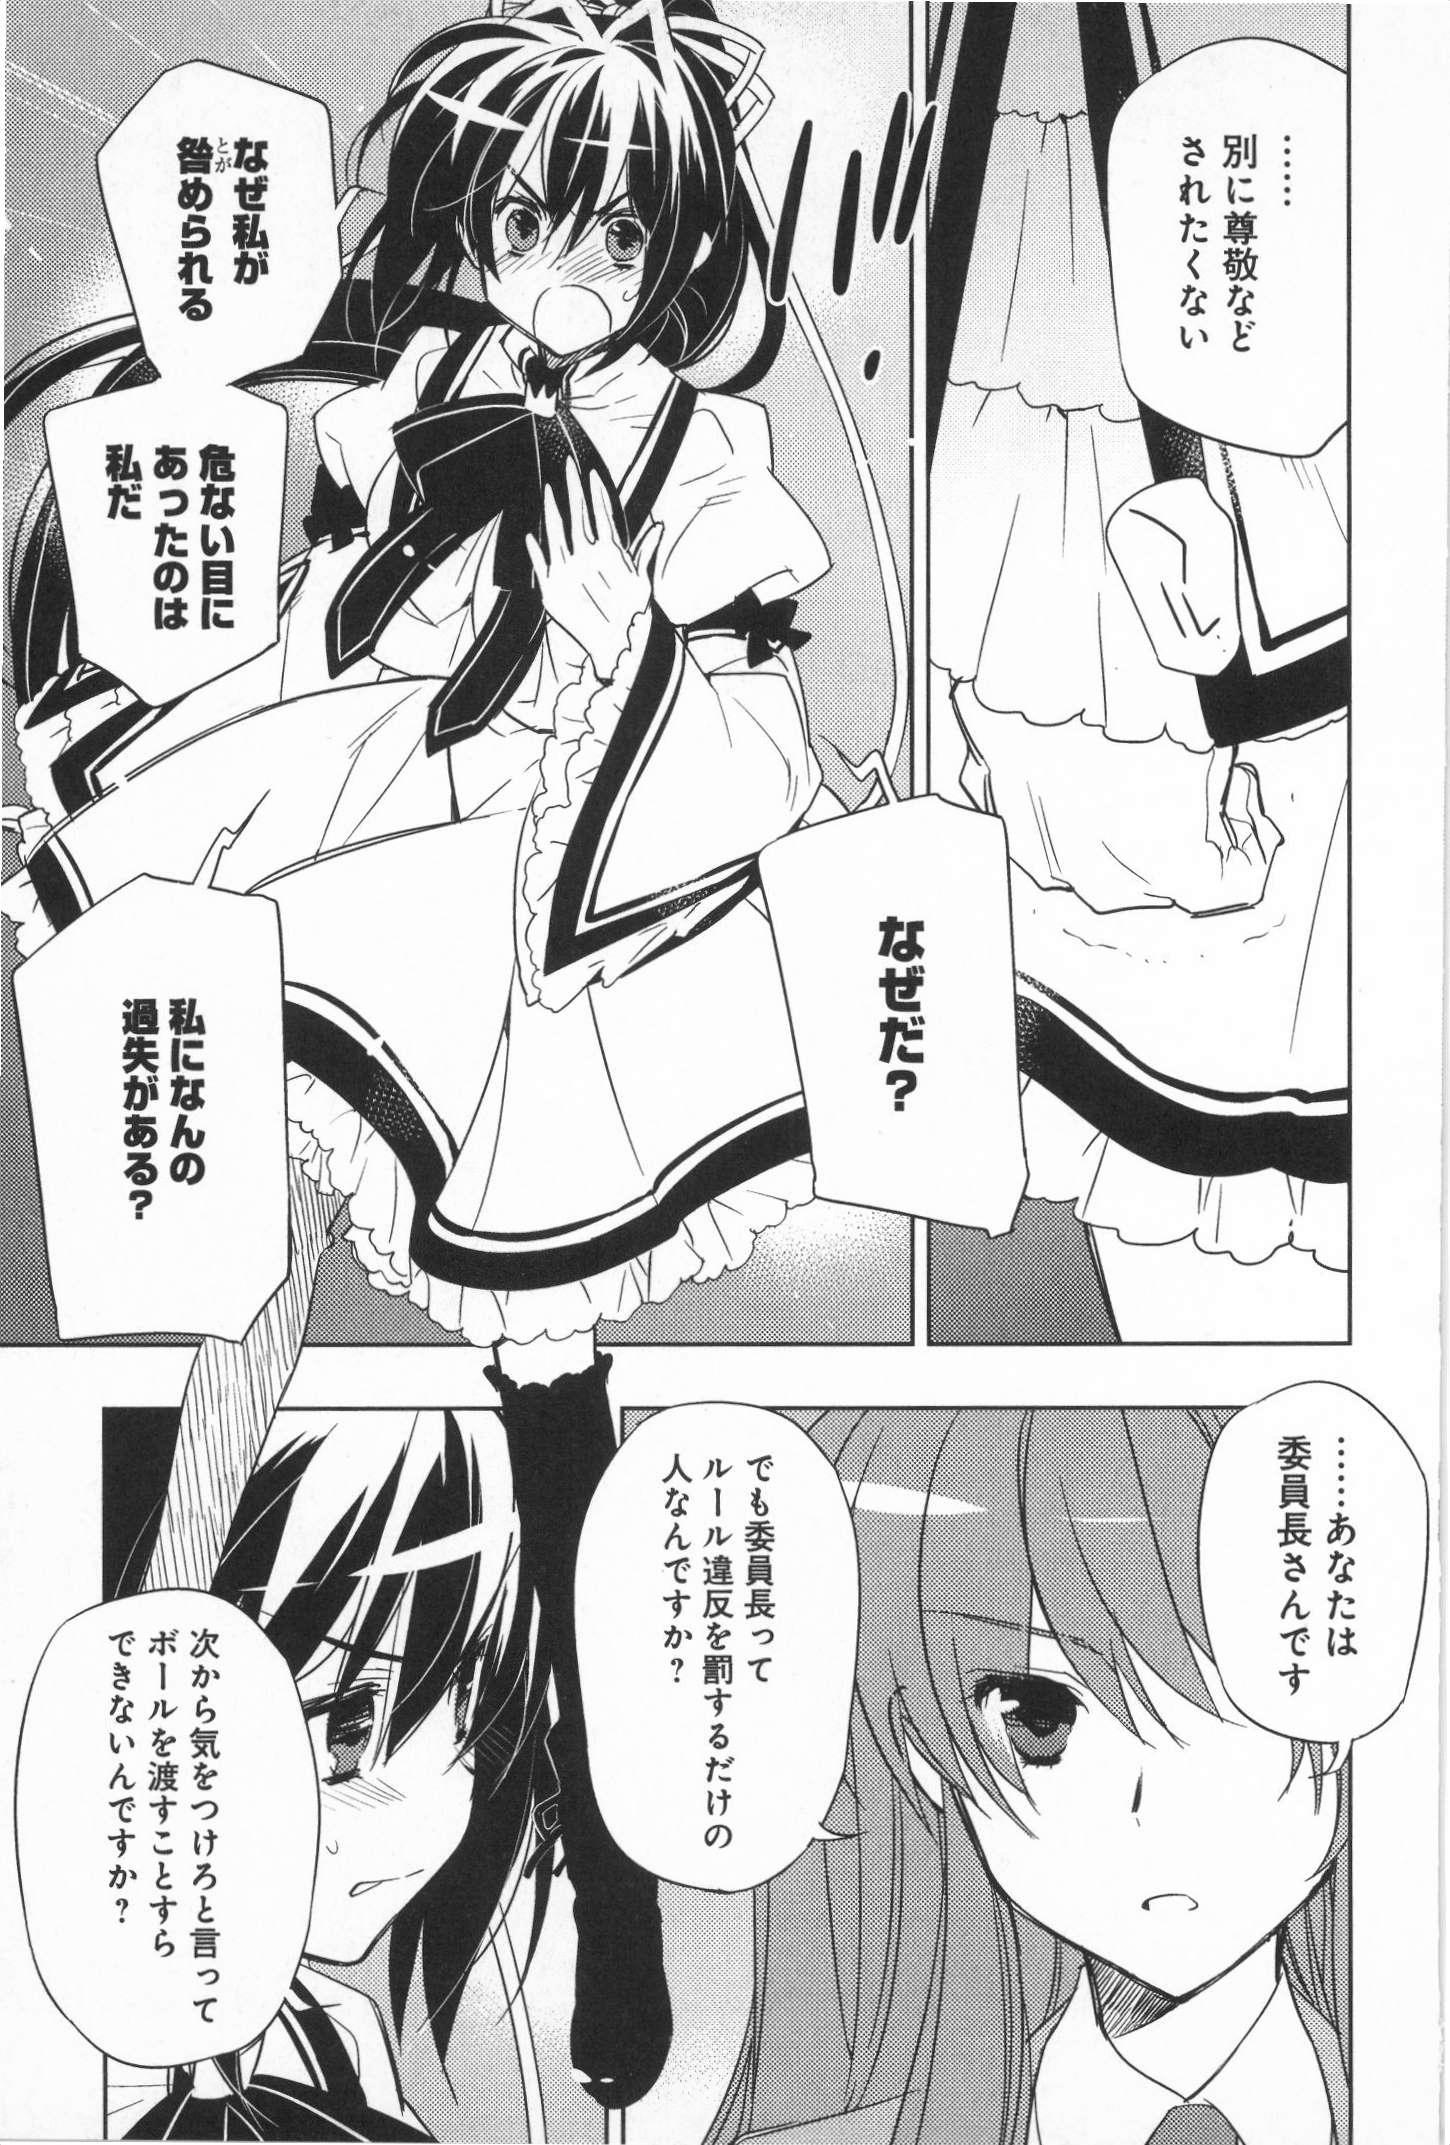 ……
別に尊敬など
されたくない
なぜだ?
なぜ私が
咎められる
とが
危ない目に
あったのは
私だ
私になんの
過失がある?
……あなたは
委員長さんです
でも委員長って
ルール違反を罰するだけの
人なんですか?
次から気をつけろと言って
ボールを渡すことすら
できないんですか?